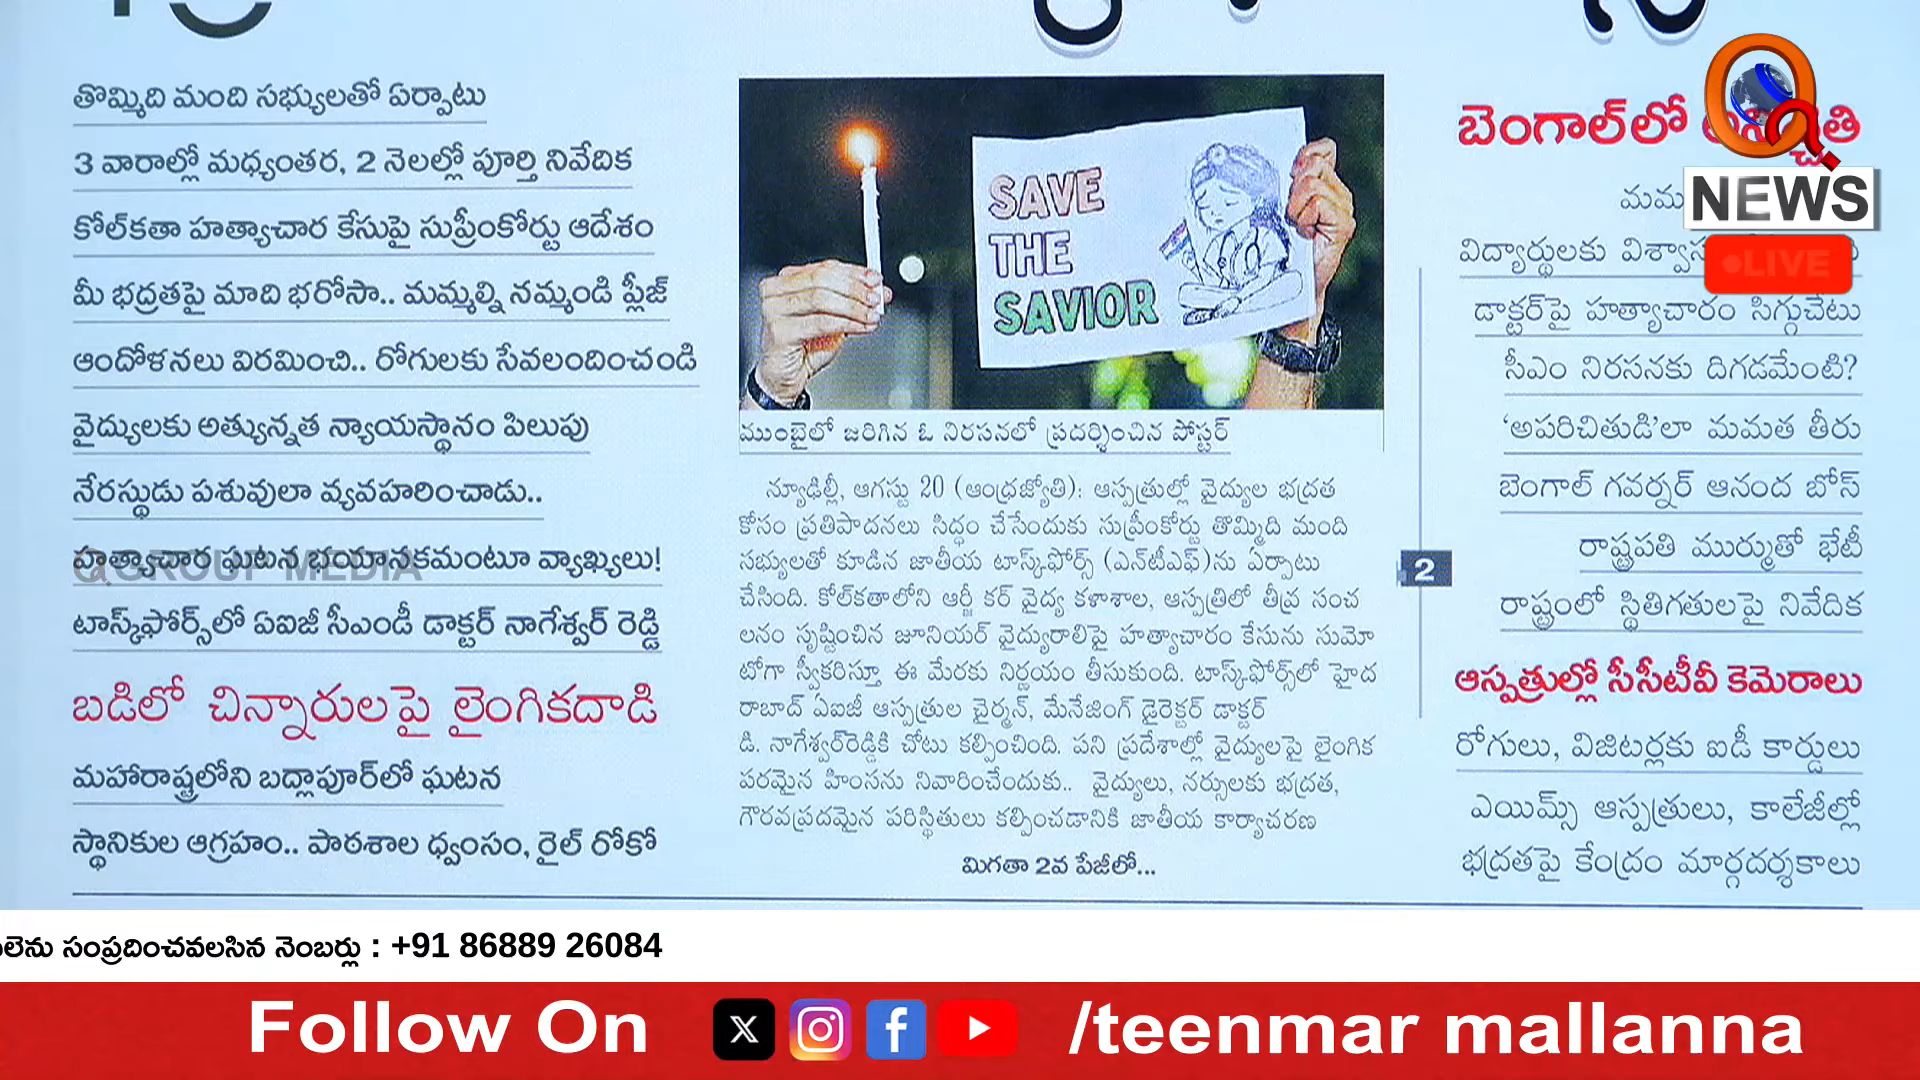 తొమ్మిది మంది సభ్యులతో ఏర్పాటు
3 వారాల్లో మధ్యంతర, 2 నెలల్లో పూర్తి నివేదిక
కోల్‌కతా హత్యాచార కేసుపై సుప్రీంకోర్టు ఆదేశం
మీ భద్రతపై మాది భరోసా.. మమ్మల్ని నమ్మండి ప్లీజ్
ఆందోళనలు విరమించి.. రోగులకు సేవలందించండి
వైద్యులకు అత్యున్నత న్యాయస్థానం పిలుపు
నేరస్థుడు పశువులా వ్యవహరించాడు..
హత్యాచార ఘటన భయానకమంటూ వ్యాఖ్యలు!
GROUP MEDIA
టాస్క్‌ఫోర్స్‌లో ఏఐజీ సీఎండీ డాక్టర్ నాగేశ్వర్ రెడ్డి
బడిలో చిన్నారులపై లైంగికదాడి
మహారాష్ట్రలోని బద్లాపూర్‌లో ఘటన
స్థానికుల ఆగ్రహం.. పాఠశాల ధ్వంసం, రైల్ రోకో
SAVE
THE
SAVIOR
ముంబైలో జరిగిన ఓ నిరసనలో ప్రదర్శించిన పోస్టర్
న్యూఢిల్లీ, ఆగస్టు 20 (ఆంధ్రజ్యోతి): ఆస్పత్రుల్లో వైద్యుల భద్రత
కోసం ప్రతిపాదనలు సిద్ధం చేసేందుకు సుప్రీంకోర్టు తొమ్మిది మంది
సభ్యులతో కూడిన జాతీయ టాస్క్‌ఫోర్స్ (ఎన్‌టీఎఫ్)ను ఏర్పాటు
చేసింది. కోల్‌కతాలోని ఆర్జీ కర్ వైద్య కళాశాల, ఆస్పత్రిలో తీవ్ర సంచ
లనం సృష్టించిన జూనియర్ వైద్యురాలిపై హత్యాచారం కేసును సుమో
టోగా స్వీకరిస్తూ ఈ మేరకు నిర్ణయం తీసుకుంది. టాస్క్‌ఫోర్స్‌లో హైద
రాబాద్ ఏఐజీ ఆస్పత్రుల చైర్మన్, మేనేజింగ్ డైరెక్టర్ డాక్టర్
డి. నాగేశ్వర్‌రెడ్డికి చోటు కల్పించింది. పని ప్రదేశాల్లో వైద్యులపై లైంగిక
పరమైన హింసను నివారించేందుకు.. వైద్యులు, నర్సులకు భద్రత,
గౌరవప్రదమైన పరిస్థితులు కల్పించడానికి జాతీయ కార్యాచరణ
మిగతా 2వ పేజీలో...
బెంగాల్‌లో
విద్యార్థులకు
డాక్టర్‌పై హత్యాచారం సిగ్గుచేటు
సీఎం నిరసనకు దిగడమేంటి?
‘అపరిచితుడి’లా మమత తీరు
బెంగాల్ గవర్నర్ ఆనంద బోస్
రాష్ట్రపతి ముర్ముతో భేటీ
రాష్ట్రంలో స్థితిగతులపై నివేదిక
2
ఆస్పత్రుల్లో సీసీటీవీ కెమెరాలు
రోగులు, విజిటర్లకు ఐడీ కార్డులు
ఎయిమ్స్ ఆస్పత్రులు, కాలేజీల్లో
భద్రతపై కేంద్రం మార్గదర్శకాలు
Q
NEWS
LIVE
సంప్రదించవలసిన నెంబర్లు : +91 86889 26084
Follow On /teenmar mallanna